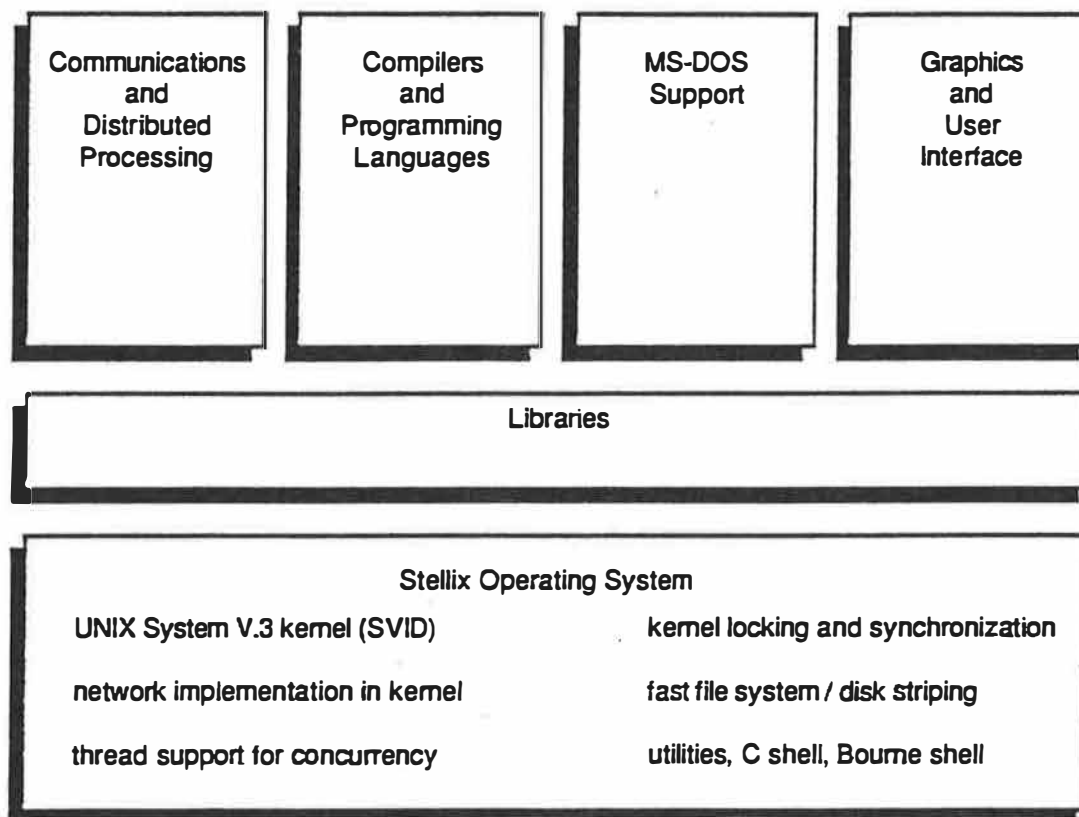 Communications
and
Distributed
Processing
Compilers
and
Programming
Languages
MS-DOS
Support
Graphics
and
User
Interface
Libraries
Stellix Operating System
UNIX System V.3 kernel (SVID)
kernel locking and synchronization
network implementation in kernel
fast file system / disk striping
thread support for concurrency
utilities, C shell, Bourne shell